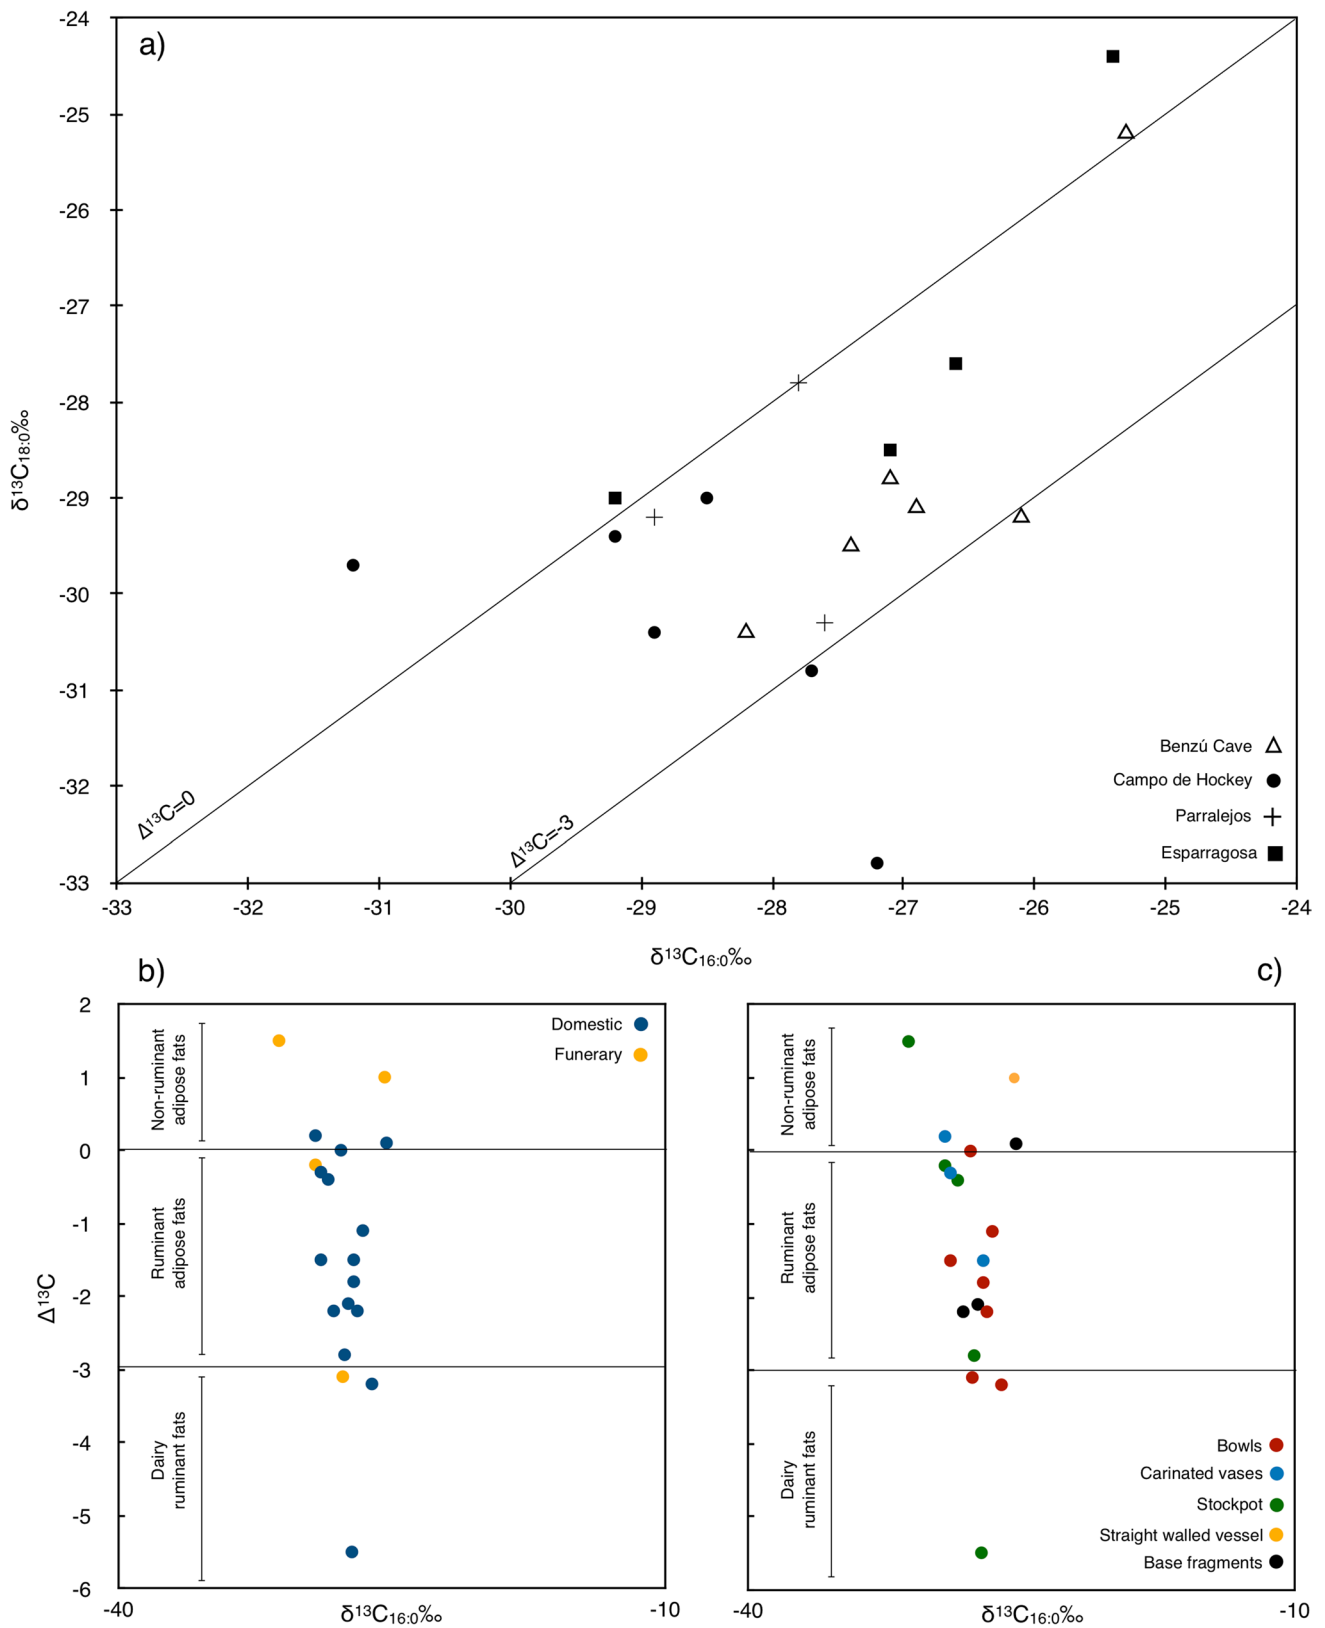 a)
-24
-25
-26
-27
-28
-29
-30
-31
-32
-33
δ¹³C₁₈:₀‰
Δ¹³C=0
Δ¹³C=-3
Benzú Cave
Campo de Hockey
Parralejos
Esparragosa
-33 -32 -31 -30 -29 -28 -27 -26 -25 -24
δ¹³C₁₆:₀‰
b)
2
1
0
-1
-2
-3
-4
-5
-6
Δ¹³C
Non-ruminant
adipose fats
Ruminant
adipose fats
Dairy
ruminant fats
Domestic
Funerary
-40 -10
δ¹³C₁₆:₀‰
c)
Non-ruminant
adipose fats
Ruminant
adipose fats
Dairy
ruminant fats
Bowls
Carinated vases
Stockpot
Straight walled vessel
Base fragments
-40 -10
δ¹³C₁₆:₀‰